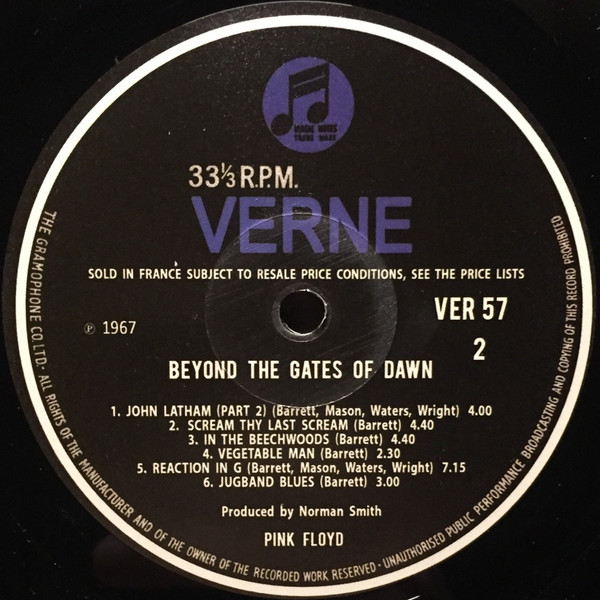 MAGIC NOTES
TRADE MARK
33⅓ R.P.M.
VERNE
SOLD IN FRANCE SUBJECT TO RESALE PRICE CONDITIONS, SEE THE PRICE LISTS
VER 57
℗ 1967
2
BEYOND THE GATES OF DAWN
1. JOHN LATHAM (PART 2) (Barrett, Mason, Waters, Wright) 4.00
2. SCREAM THY LAST SCREAM (Barrett) 4.40
3. IN THE BEECHWOODS (Barrett) 4.40
4. VEGETABLE MAN (Barrett) 2.30
5. REACTION IN G (Barrett, Mason, Waters, Wright) 7.15
6. JUGBAND BLUES (Barrett) 3.00
Produced by Norman Smith
PINK FLOYD
THE GRAMOPHONE CO. LTD. · ALL RIGHTS OF THE MANUFACTURER AND OF THE OWNER OF THE RECORDED WORK RESERVED · UNAUTHORISED PUBLIC PERFORMANCE BROADCASTING AND COPYING OF THIS RECORD PROHIBITED